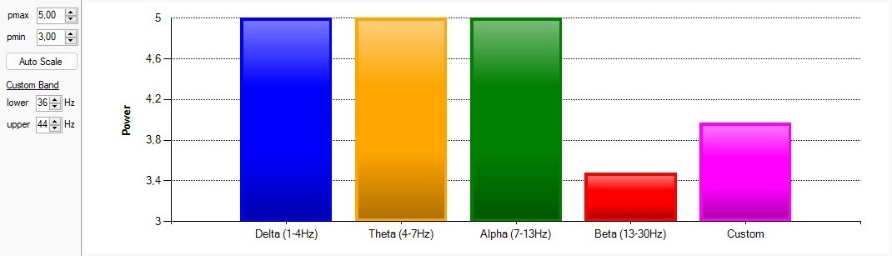 pmax 5,00
pmin 3,00
Auto Scale
Custom Band
lower 36 Hz
upper 44 Hz
Power
5
4.6
4.2
3.8
3.4
3
Delta (1-4Hz) Theta (4-7Hz) Alpha (7-13Hz) Beta (13-30Hz) Custom